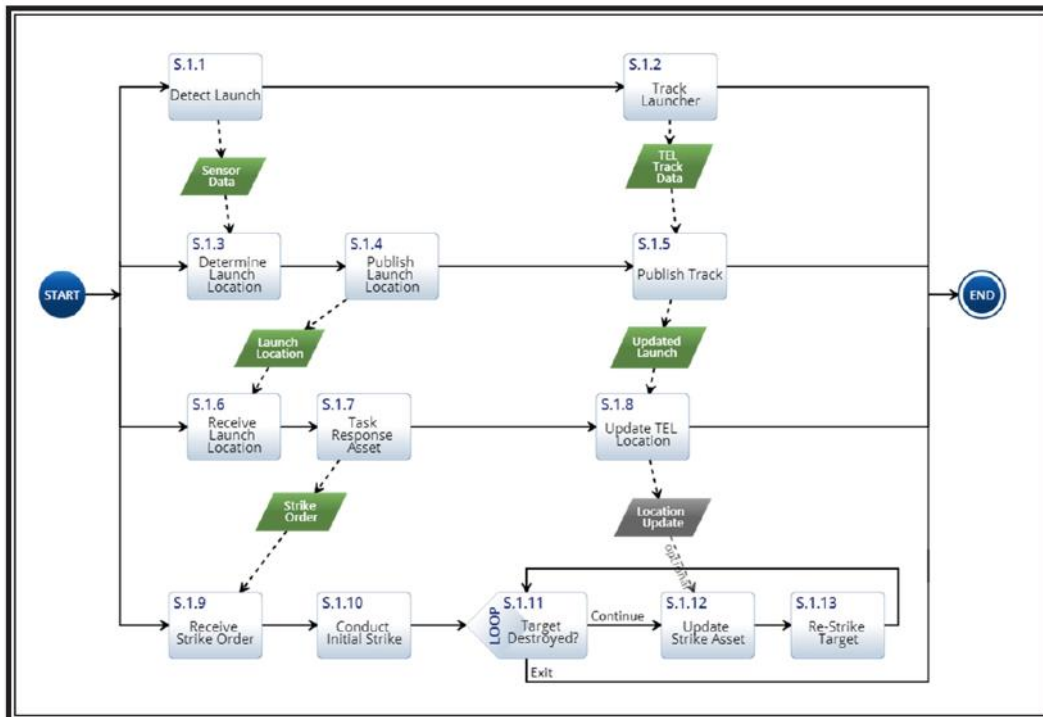 S.1.1
Detect Launch
S.1.2
Track
Launcher
Sensor
Data
TEL
Track
Data
START
S.1.3
Determine
Launch
Location
S.1.4
Publish
Launch
Location
S.1.5
Publish Track
END
Launch
Location
Updated
Launch
S.1.6
Receive
Launch
Location
S.1.7
Task
Response
Asset
S.1.8
Update TEL
Location
Strike
Order
Location
Update
optional
S.1.9
Receive
Strike Order
S.1.10
Conduct
Initial Strike
LOOP
S.1.11
Target
Destroyed?
Continue
Exit
S.1.12
Update
Strike Asset
S.1.13
Re-Strike
Target